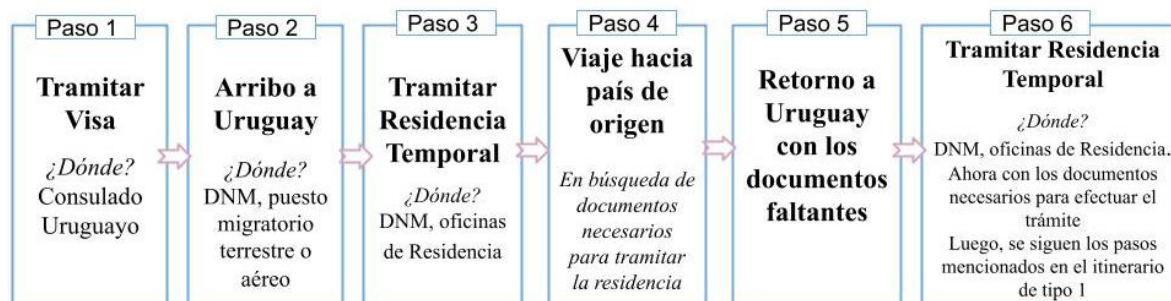 Paso 1
Tramitar
Visa
¿Dónde?
Consulado
Uruguayo
Paso 2
Arribo a
Uruguay
¿Dónde?
DNM, puesto
migratorio
terrestre o
aéreo
Paso 3
Tramitar
Residencia
Temporal
¿Dónde?
DNM, oficinas
de Residencia
Paso 4
Viaje hacia
país de
origen
En búsqueda de
documentos
necesarios
para tramitar
la residencia
Paso 5
Retorno a
Uruguay
con los
documentos
faltantes
Paso 6
Tramitar Residencia
Temporal
¿Dónde?
DNM, oficinas de Residencia.
Ahora con los documentos
necesarios para efectuar el
trámite
Luego, se siguen los pasos
mencionados en el itinerario
de tipo 1